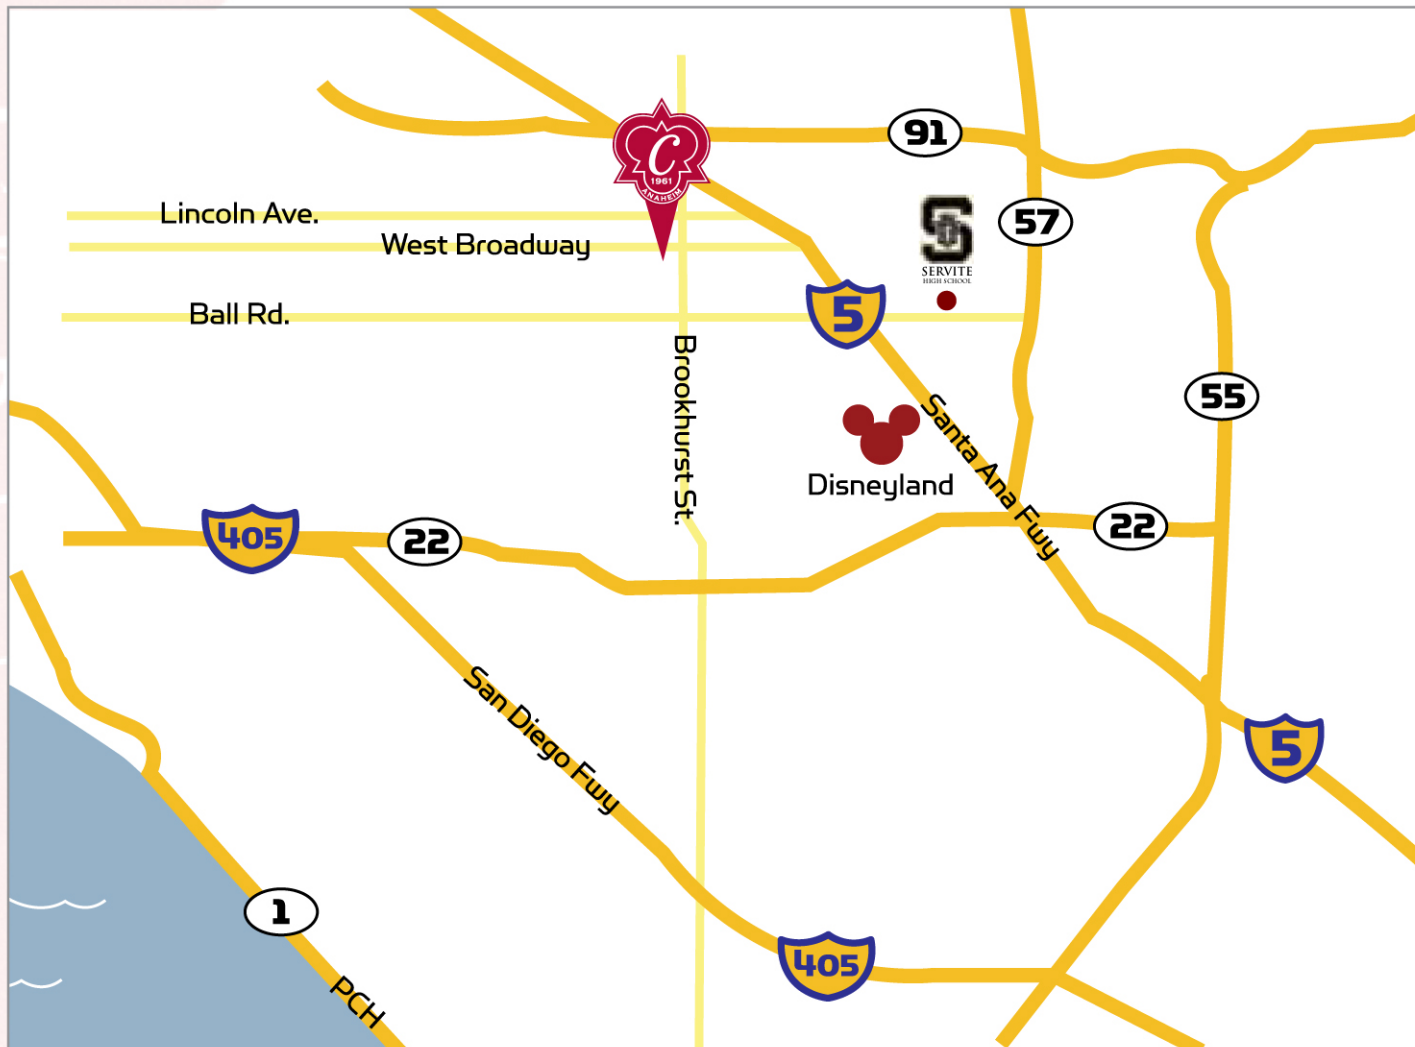 91
C
1961
ANAHEIM
Lincoln Ave.
West Broadway
SERVITE
HIGH SCHOOL
57
5
Ball Rd.
Brookhurst St.
55
Santa Ana Fwy
Disneyland
405
22
22
San Diego Fwy
5
1
405
PCH